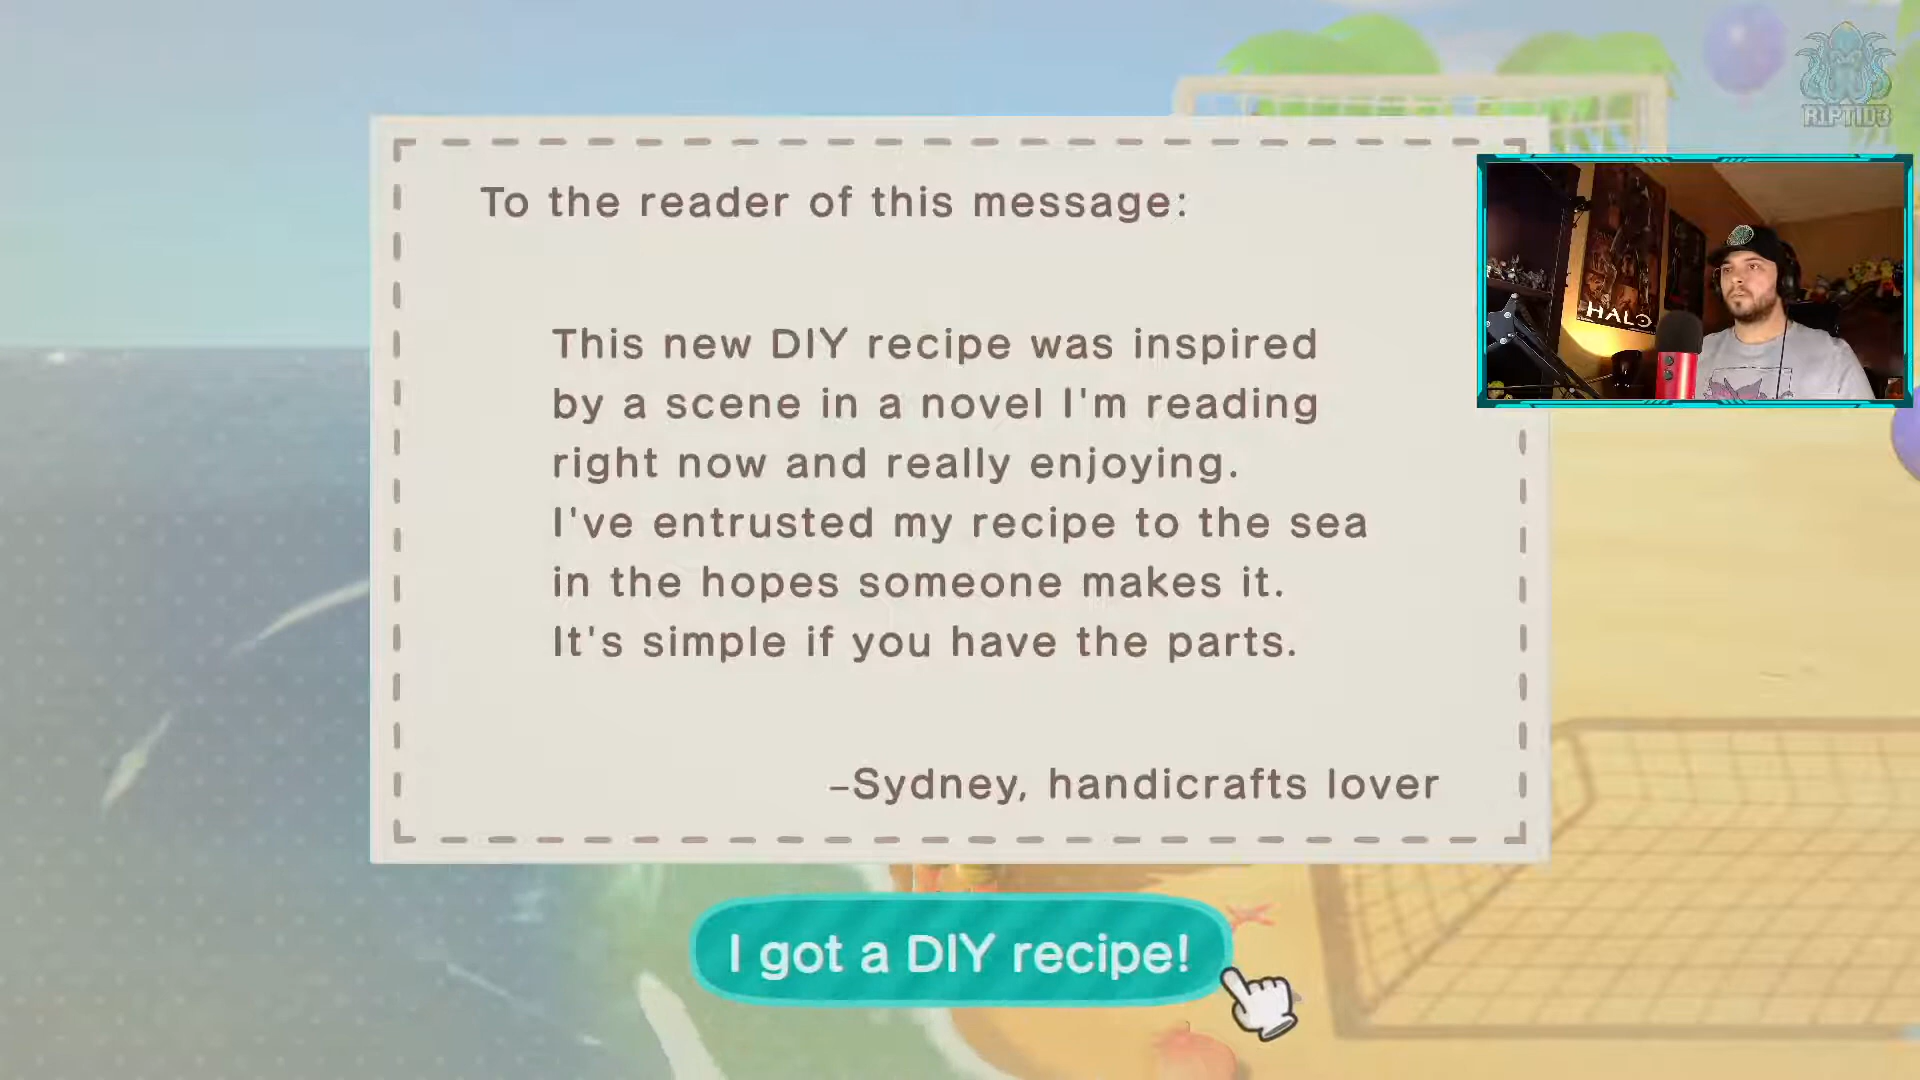 RIPTID3
To the reader of this message:
HALO
This new DIY recipe was inspired
by a scene in a novel I'm reading
right now and really enjoying.
I've entrusted my recipe to the sea
in the hopes someone makes it.
It's simple if you have the parts.
–Sydney, handicrafts lover
I got a DIY recipe!